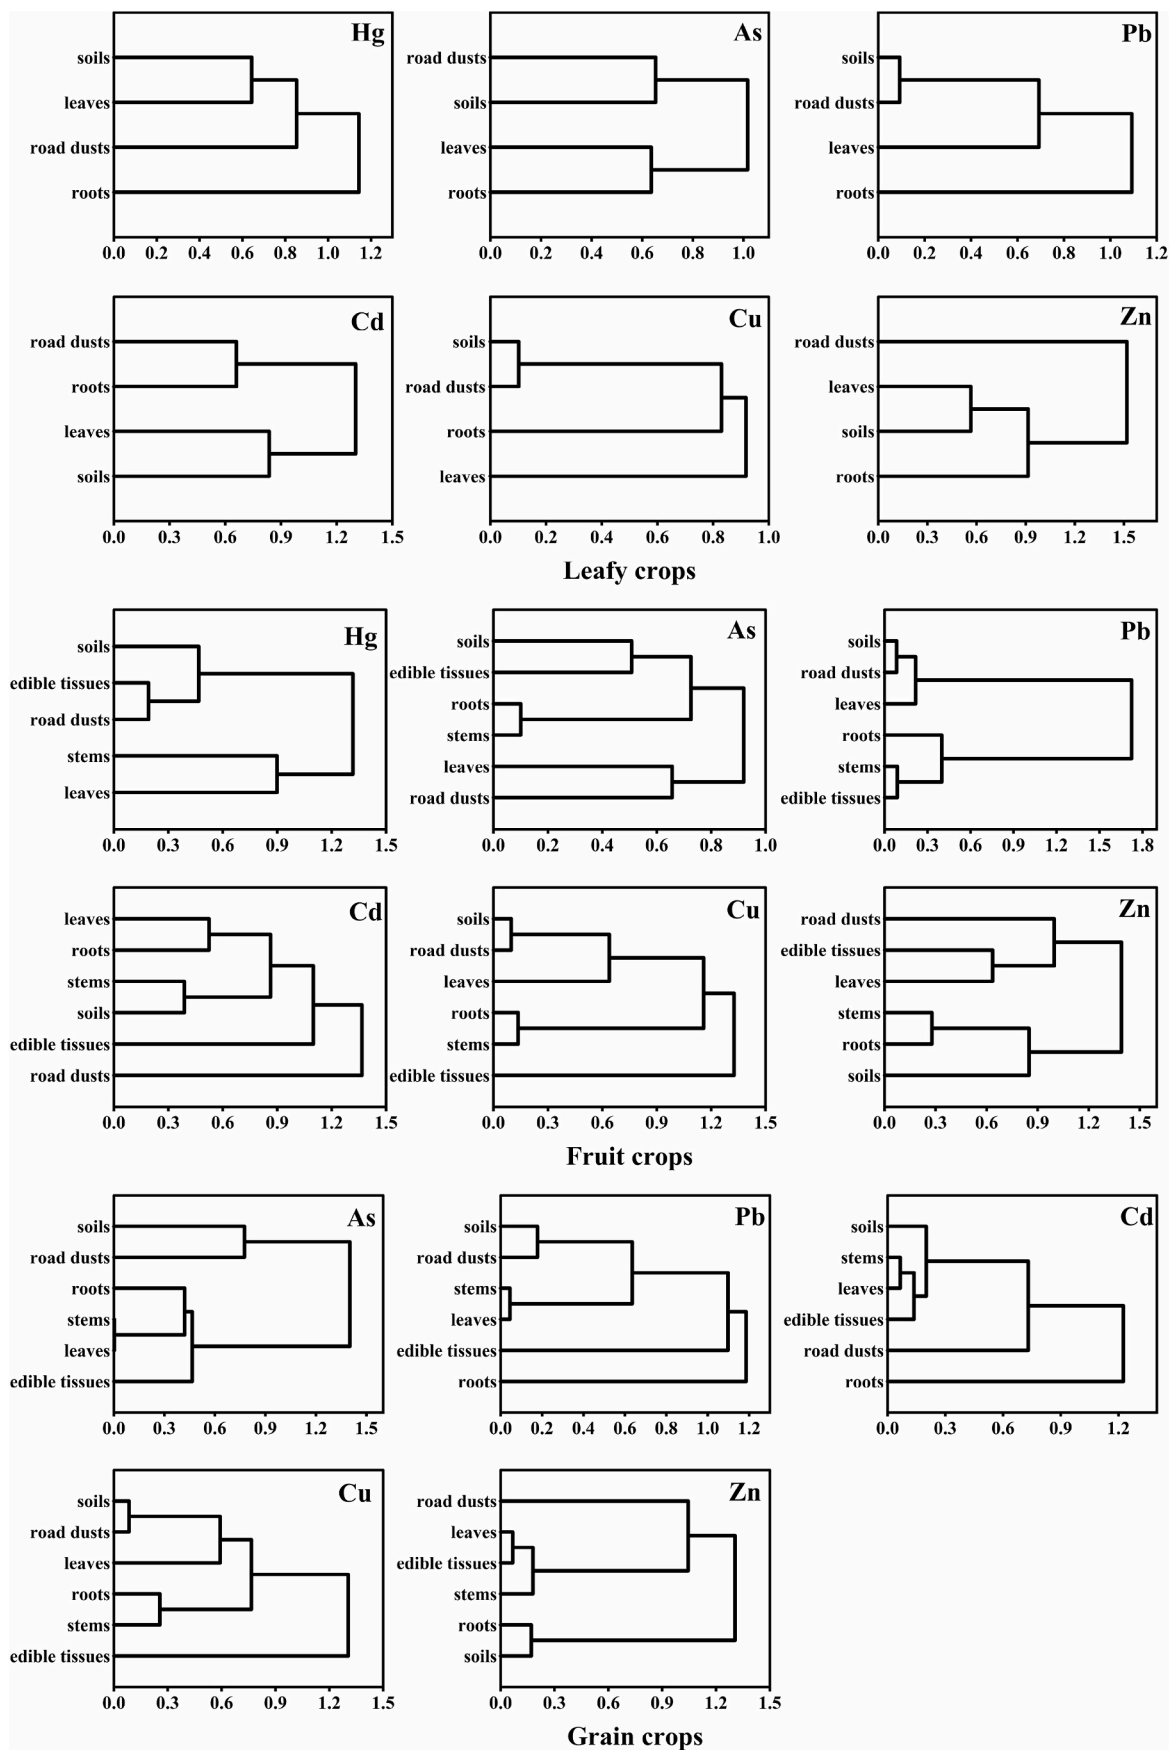 Hg
soils
leaves
road dusts
roots
0.0 0.2 0.4 0.6 0.8 1.0 1.2
As
road dusts
soils
leaves
roots
0.0 0.2 0.4 0.6 0.8 1.0
Pb
soils
road dusts
leaves
roots
0.0 0.2 0.4 0.6 0.8 1.0 1.2
Cd
road dusts
roots
leaves
soils
0.0 0.3 0.6 0.9 1.2 1.5
Cu
soils
road dusts
roots
leaves
0.0 0.2 0.4 0.6 0.8 1.0
Zn
road dusts
leaves
soils
roots
0.0 0.3 0.6 0.9 1.2 1.5
Leafy crops
Hg
soils
edible tissues
road dusts
stems
leaves
0.0 0.3 0.6 0.9 1.2 1.5
As
soils
edible tissues
roots
stems
leaves
road dusts
0.0 0.2 0.4 0.6 0.8 1.0
Pb
soils
road dusts
leaves
roots
stems
edible tissues
0.0 0.3 0.6 0.9 1.2 1.5 1.8
Cd
leaves
roots
stems
soils
edible tissues
road dusts
0.0 0.3 0.6 0.9 1.2 1.5
Cu
soils
road dusts
leaves
roots
stems
edible tissues
0.0 0.3 0.6 0.9 1.2 1.5
Zn
road dusts
edible tissues
leaves
stems
roots
soils
0.0 0.3 0.6 0.9 1.2 1.5
Fruit crops
As
soils
road dusts
roots
stems
leaves
edible tissues
0.0 0.3 0.6 0.9 1.2 1.5
Pb
soils
road dusts
stems
leaves
edible tissues
roots
0.0 0.2 0.4 0.6 0.8 1.0 1.2
Cd
soils
stems
leaves
edible tissues
road dusts
roots
0.0 0.3 0.6 0.9 1.2
Cu
soils
road dusts
leaves
roots
stems
edible tissues
0.0 0.3 0.6 0.9 1.2 1.5
Zn
road dusts
leaves
edible tissues
stems
roots
soils
0.0 0.3 0.6 0.9 1.2 1.5
Grain crops